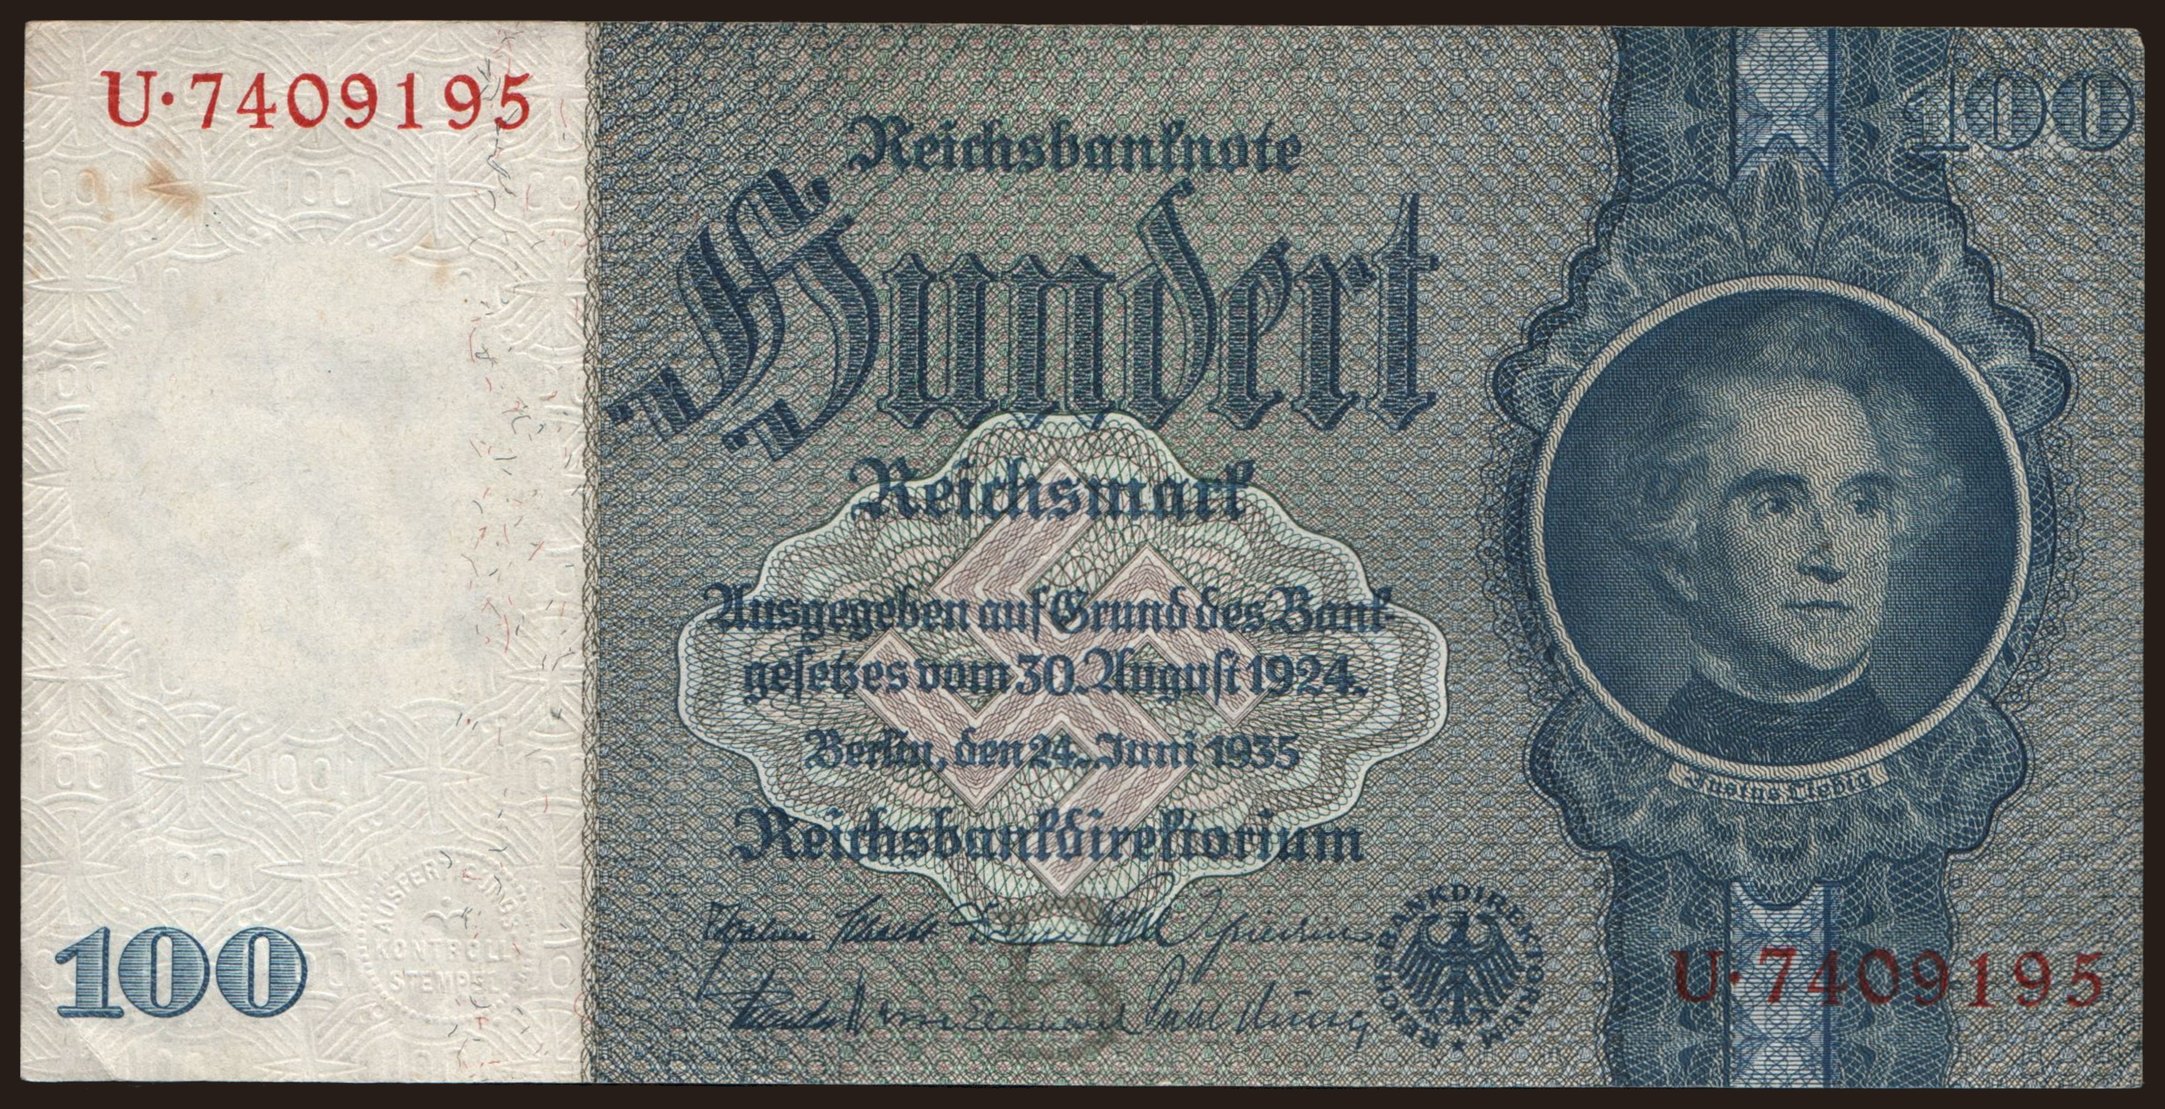 U·7409195
100
Reichsbanknote
Hundert
Reichsmark
Ausgegeben auf Grund des Bank-
gesetzes vom 30. August 1924.
Berlin, den 24. Juni 1935
Reichsbankdirektorium
REICHSBANKDIREKTORIUM
B
Justus Liebig
U·7409195
100
KONTROLL
STEMPEL